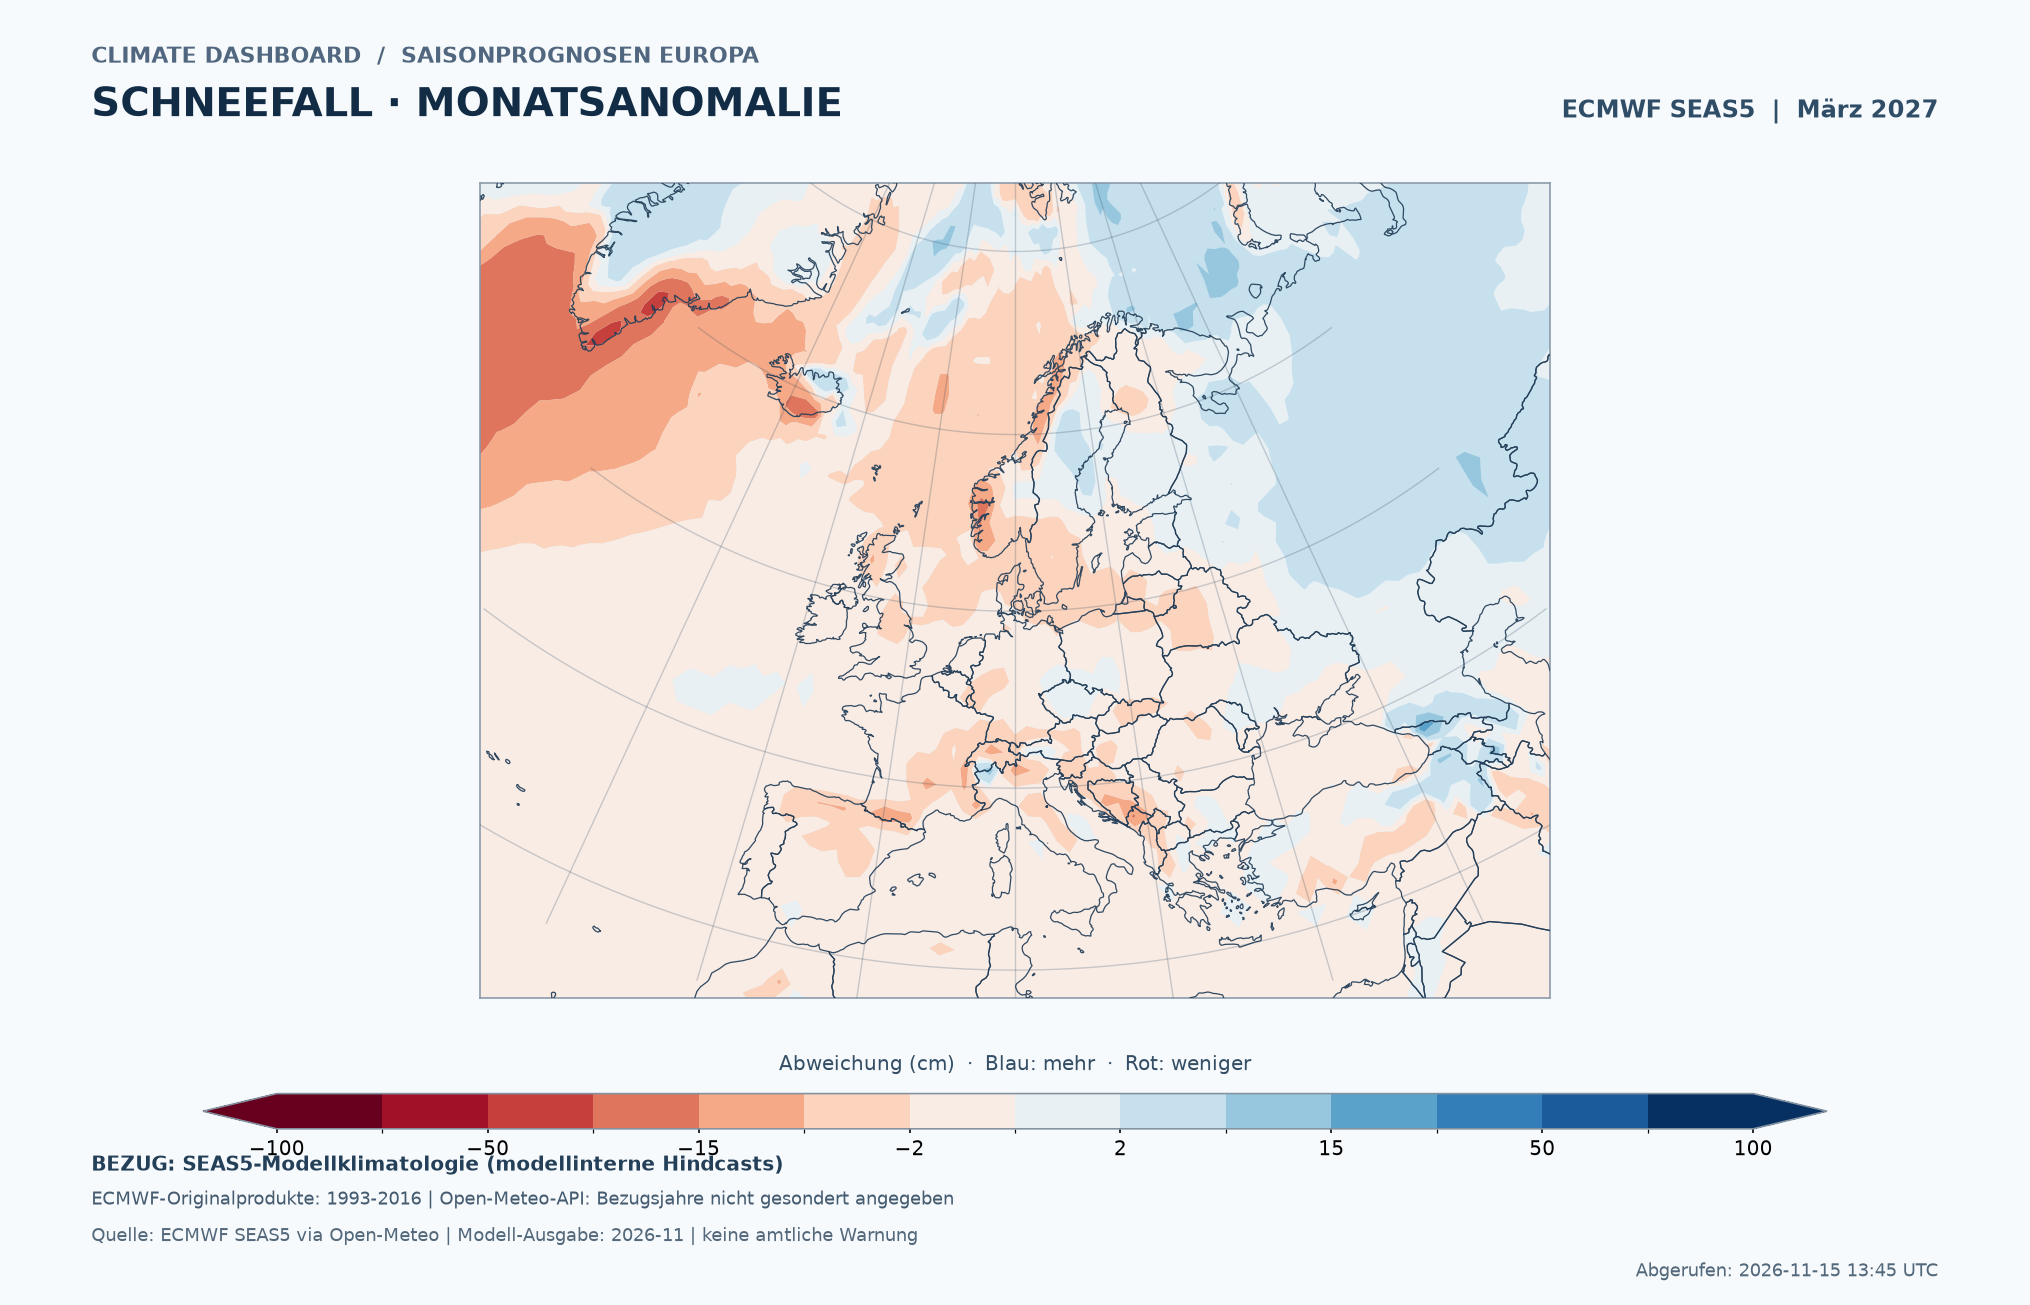 CLIMATE DASHBOARD / SAISONPROGNOSEN EUROPA
SCHNEEFALL · MONATSANOMALIE
ECMWF SEAS5 | März 2027
Abweichung (cm) · Blau: mehr · Rot: weniger
−100 −50 −15 −2 2 15 50 100
BEZUG: SEAS5-Modellklimatologie (modellinterne Hindcasts)
ECMWF-Originalprodukte: 1993-2016 | Open-Meteo-API: Bezugsjahre nicht gesondert angegeben
Quelle: ECMWF SEAS5 via Open-Meteo | Modell-Ausgabe: 2026-11 | keine amtliche Warnung
Abgerufen: 2026-11-15 13:45 UTC